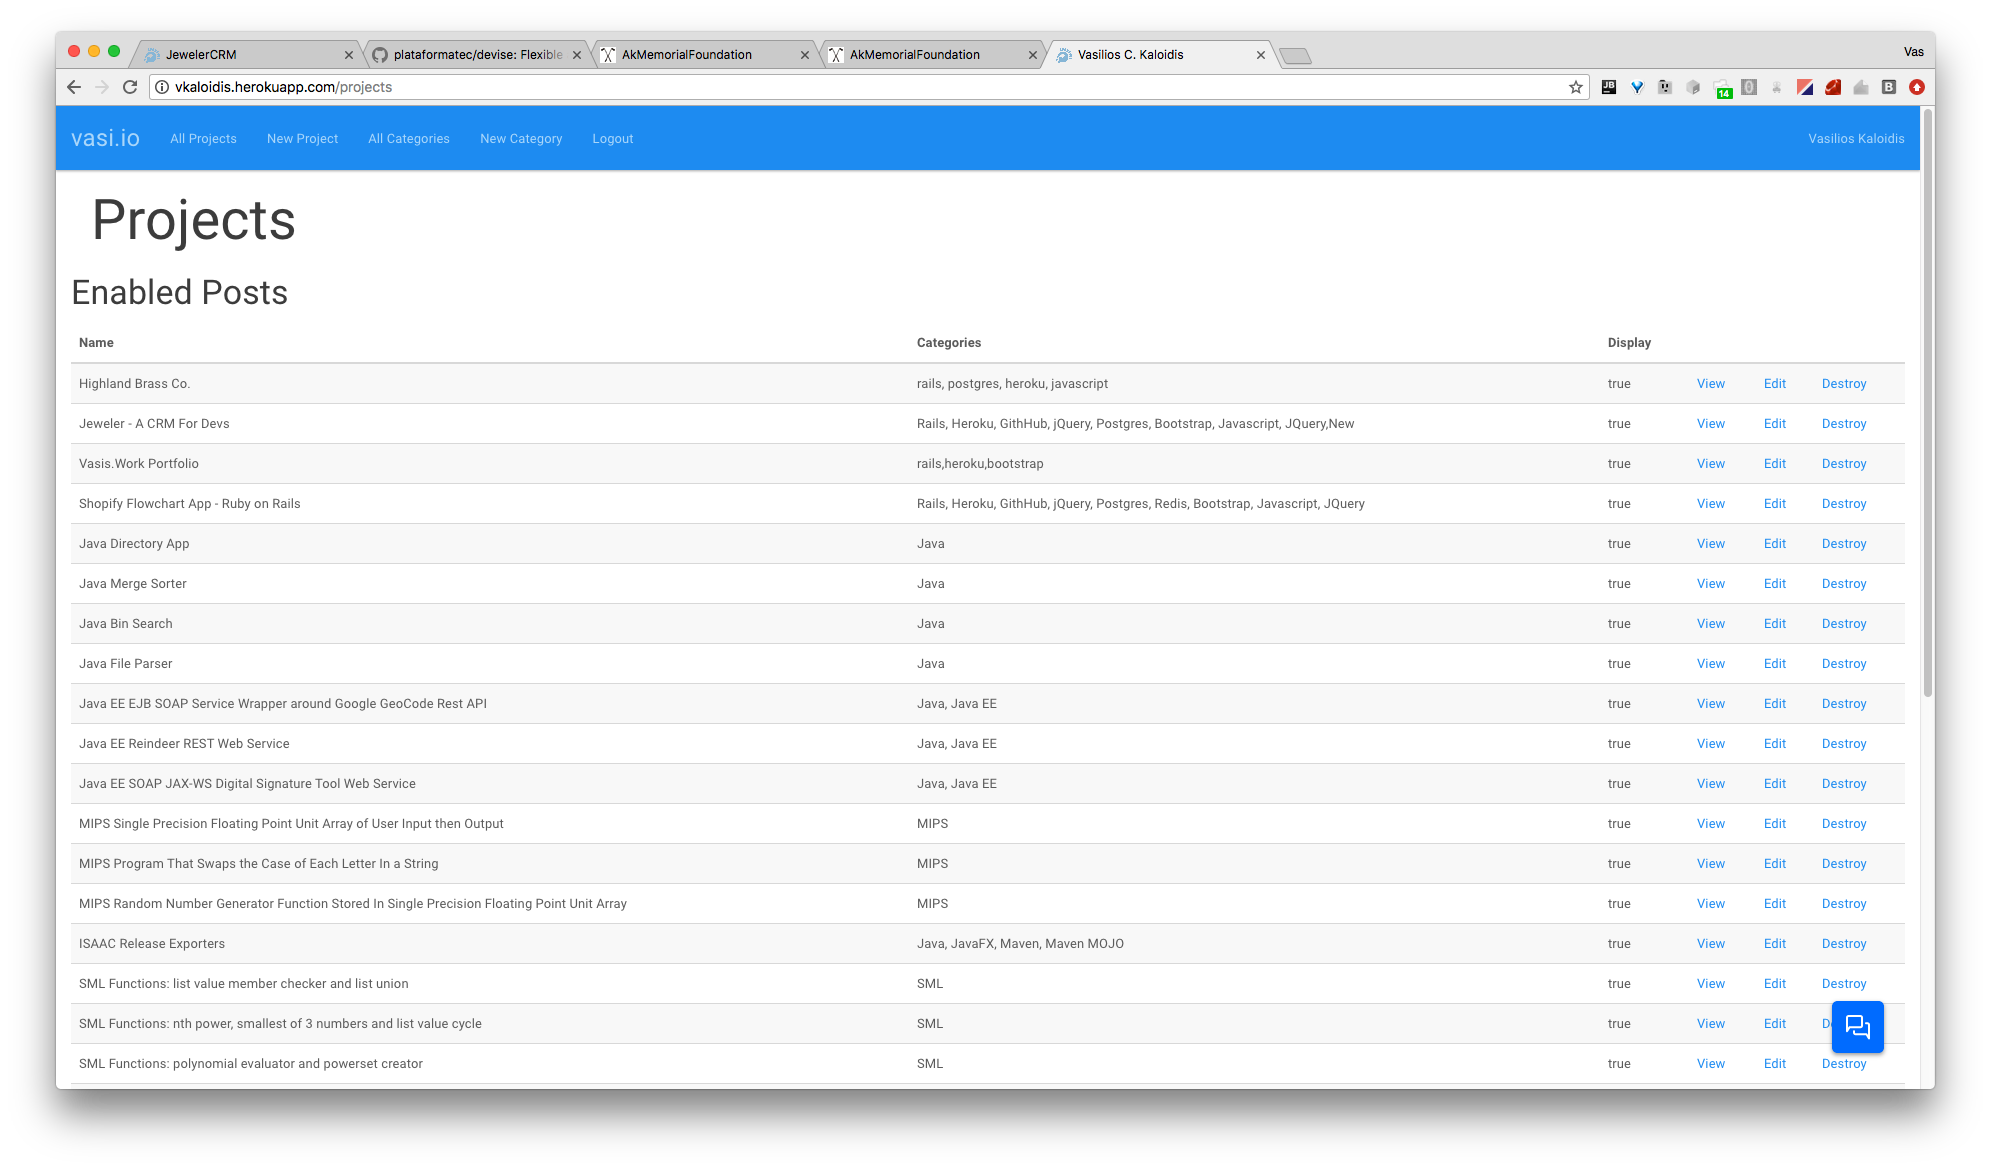 JewelerCRM plataformatec/devise: Flexible AkMemorialFoundation AkMemorialFoundation Vasilios C. Kaloidis Vas
vkaloidis.herokuapp.com/projects JB 14 0 B
vasi.io All Projects New Project All Categories New Category Logout Vasilios Kaloidis
Projects
Enabled Posts
Name Categories Display
Highland Brass Co. rails, postgres, heroku, javascript true View Edit Destroy
Jeweler - A CRM For Devs Rails, Heroku, GithHub, jQuery, Postgres, Bootstrap, Javascript, JQuery,New true View Edit Destroy
Vasis.Work Portfolio rails,heroku,bootstrap true View Edit Destroy
Shopify Flowchart App - Ruby on Rails Rails, Heroku, GithHub, jQuery, Postgres, Redis, Bootstrap, Javascript, JQuery true View Edit Destroy
Java Directory App Java true View Edit Destroy
Java Merge Sorter Java true View Edit Destroy
Java Bin Search Java true View Edit Destroy
Java File Parser Java true View Edit Destroy
Java EE EJB SOAP Service Wrapper around Google GeoCode Rest API Java, Java EE true View Edit Destroy
Java EE Reindeer REST Web Service Java, Java EE true View Edit Destroy
Java EE SOAP JAX-WS Digital Signature Tool Web Service Java, Java EE true View Edit Destroy
MIPS Single Precision Floating Point Unit Array of User Input then Output MIPS true View Edit Destroy
MIPS Program That Swaps the Case of Each Letter In a String MIPS true View Edit Destroy
MIPS Random Number Generator Function Stored In Single Precision Floating Point Unit Array MIPS true View Edit Destroy
ISAAC Release Exporters Java, JavaFX, Maven, Maven MOJO true View Edit Destroy
SML Functions: list value member checker and list union SML true View Edit Destroy
SML Functions: nth power, smallest of 3 numbers and list value cycle SML true View Edit
SML Functions: polynomial evaluator and powerset creator SML true View Edit Destroy